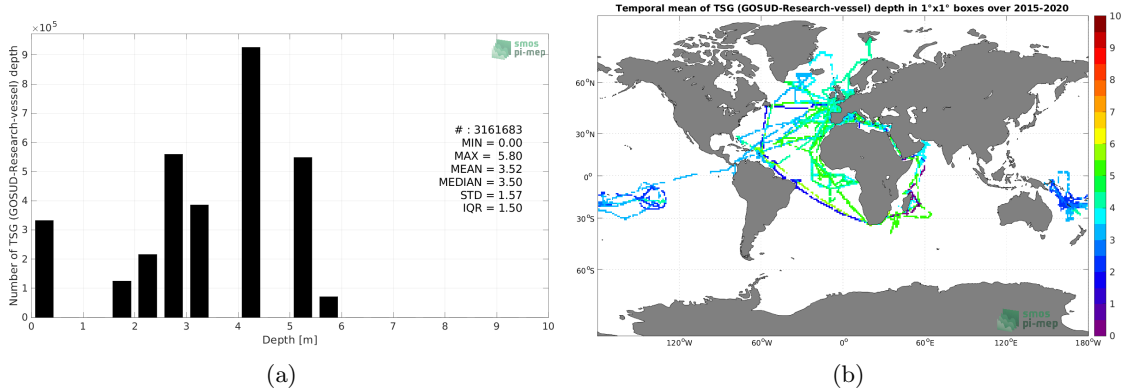 ×10⁵
9
8
7
6
5
4
3
2
1
0
Number of TSG (GOSUD-Research-vessel) depth
smos
pi-mep
# : 3161683
MIN = 0.00
MAX = 5.80
MEAN = 3.52
MEDIAN = 3.50
STD = 1.57
IQR = 1.50
0 1 2 3 4 5 6 7 8 9 10
Depth [m]
(a)
Temporal mean of TSG (GOSUD-Research-vessel) depth in 1°x1° boxes over 2015-2020
60°N
30°N
0°
30°S
60°S
120°W 60°W 0° 60°E 120°E 180°W
smos
pi-mep
10
9
8
7
6
5
4
3
2
1
0
(b)